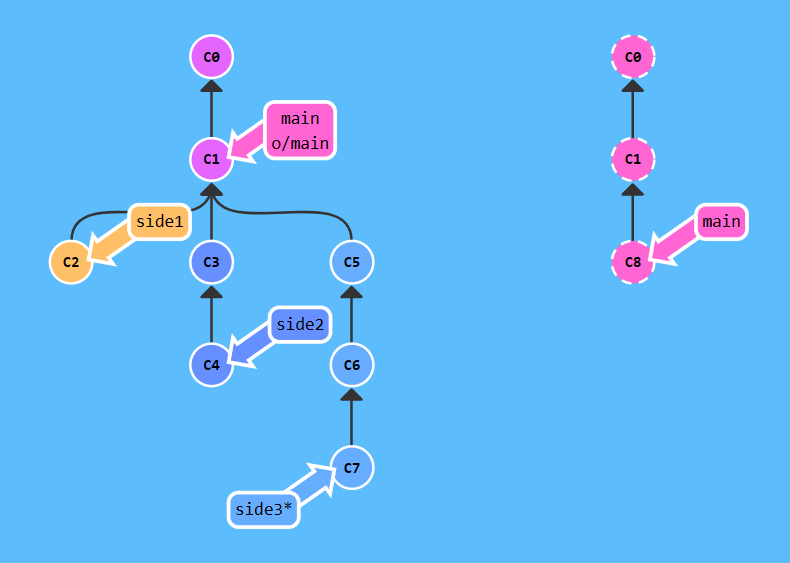 C0
main
o/main
C1
side1
C2
C3
C5
side2
C4
C6
C7
side3*
C0
C1
main
C8